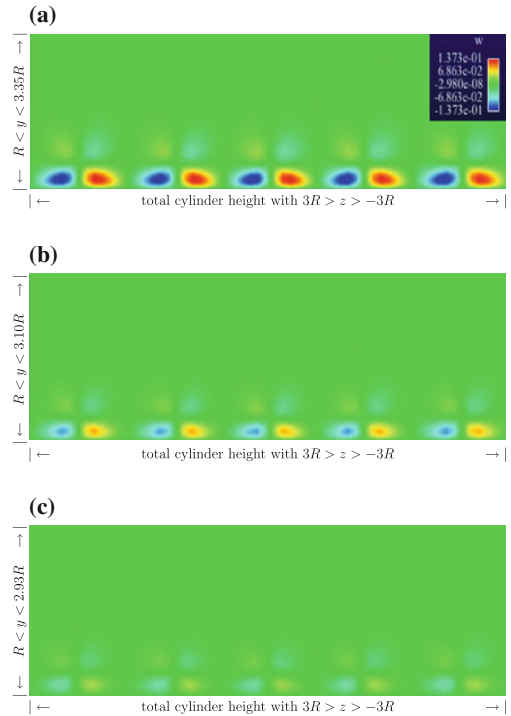 (a)
w
1.373e-01
6.863e-02
-2.980e-08
-6.863e-02
-1.373e-01
|← R < y < 3.35R →|
|← total cylinder height with 3R > z > −3R →|
(b)
|← R < y < 3.10R →|
|← total cylinder height with 3R > z > −3R →|
(c)
|← R < y < 2.93R →|
|← total cylinder height with 3R > z > −3R →|